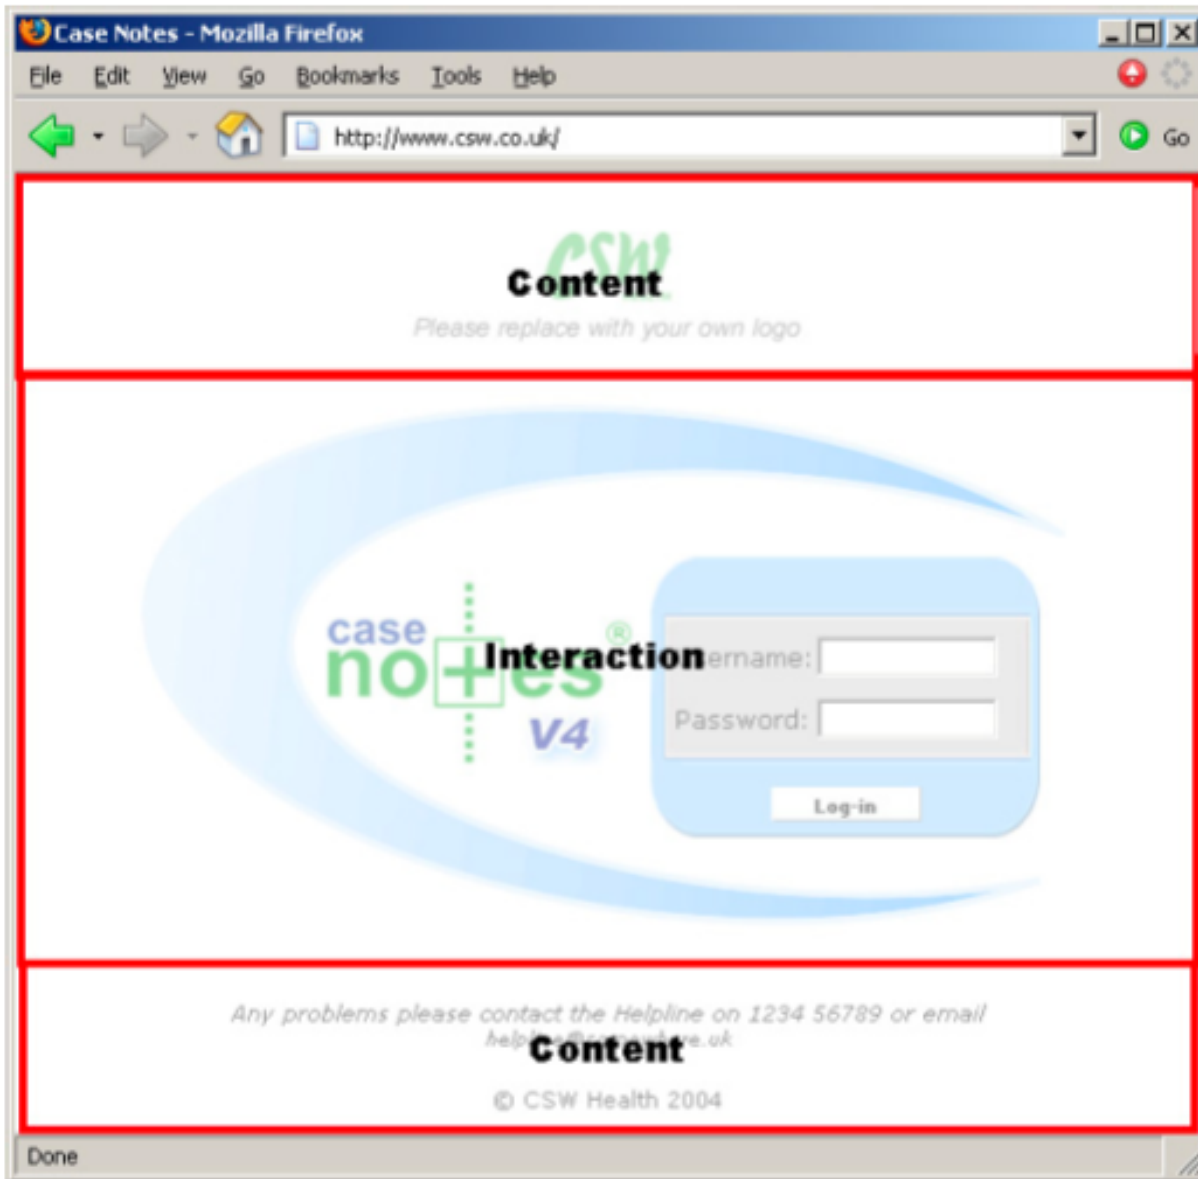 Case Notes - Mozilla Firefox
File Edit View Go Bookmarks Tools Help
http://www.csw.co.uk/ Go
CSW
Content
Please replace with your own logo
case
notes®
V4
Interaction
Password:
Log-in
Any problems please contact the Helpline on 1234 56789 or email
Content
© CSW Health 2004
Done